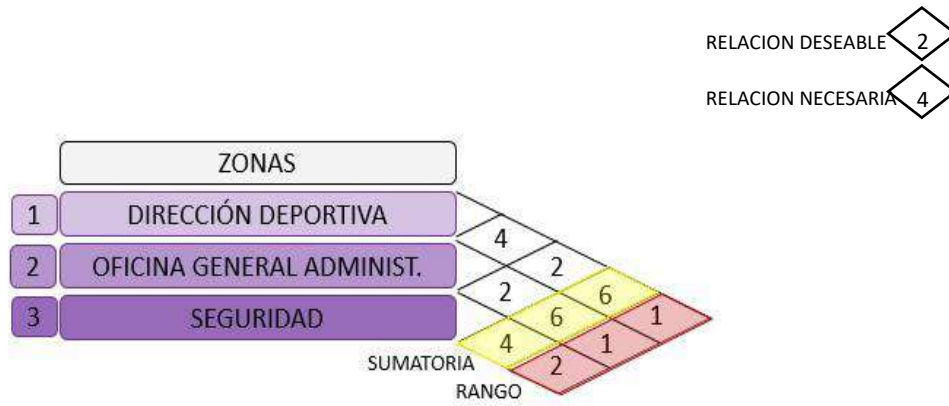 RELACION DESEABLE 2
RELACION NECESARIA 4
ZONAS
1 DIRECCIÓN DEPORTIVA
4
2 OFICINA GENERAL ADMINIST. 2
2 6
3 SEGURIDAD 6 1
4 1
SUMATORIA 2
RANGO